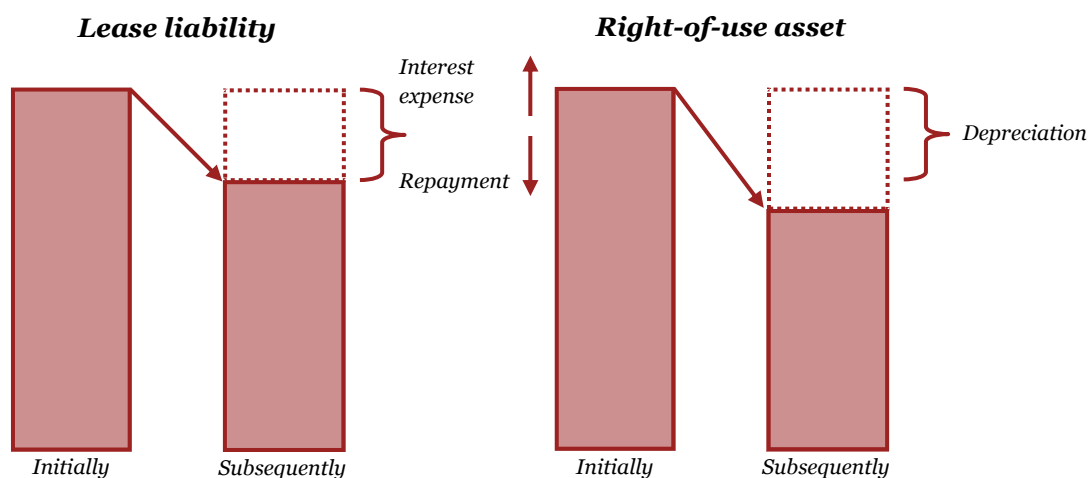 Lease liability
Interest
expense
Repayment
Initially
Subsequently
Right-of-use asset
Depreciation
Initially
Subsequently